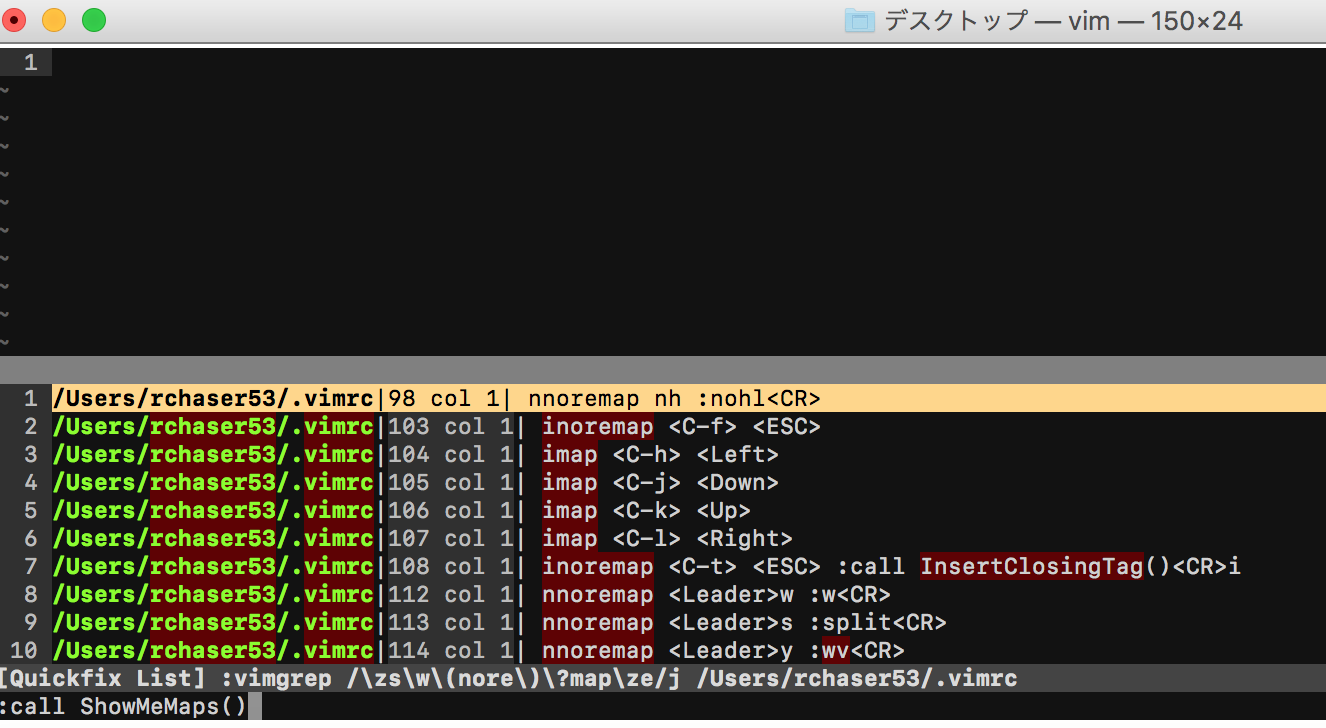 デスクトップ — vim — 150×24
1
~
~
~
~
~
~
~
~
~
~
1 /Users/rchaser53/.vimrc|98 col 1| nnoremap nh :nohl<CR>
2 /Users/rchaser53/.vimrc|103 col 1| inoremap <C-f> <ESC>
3 /Users/rchaser53/.vimrc|104 col 1| imap <C-h> <Left>
4 /Users/rchaser53/.vimrc|105 col 1| imap <C-j> <Down>
5 /Users/rchaser53/.vimrc|106 col 1| imap <C-k> <Up>
6 /Users/rchaser53/.vimrc|107 col 1| imap <C-l> <Right>
7 /Users/rchaser53/.vimrc|108 col 1| inoremap <C-t> <ESC> :call InsertClosingTag()<CR>i
8 /Users/rchaser53/.vimrc|112 col 1| nnoremap <Leader>w :w<CR>
9 /Users/rchaser53/.vimrc|113 col 1| nnoremap <Leader>s :split<CR>
10 /Users/rchaser53/.vimrc|114 col 1| nnoremap <Leader>y :wv<CR>
[Quickfix List] :vimgrep /\zs\w\(nore\)\?map\ze/j /Users/rchaser53/.vimrc
:call ShowMeMaps()